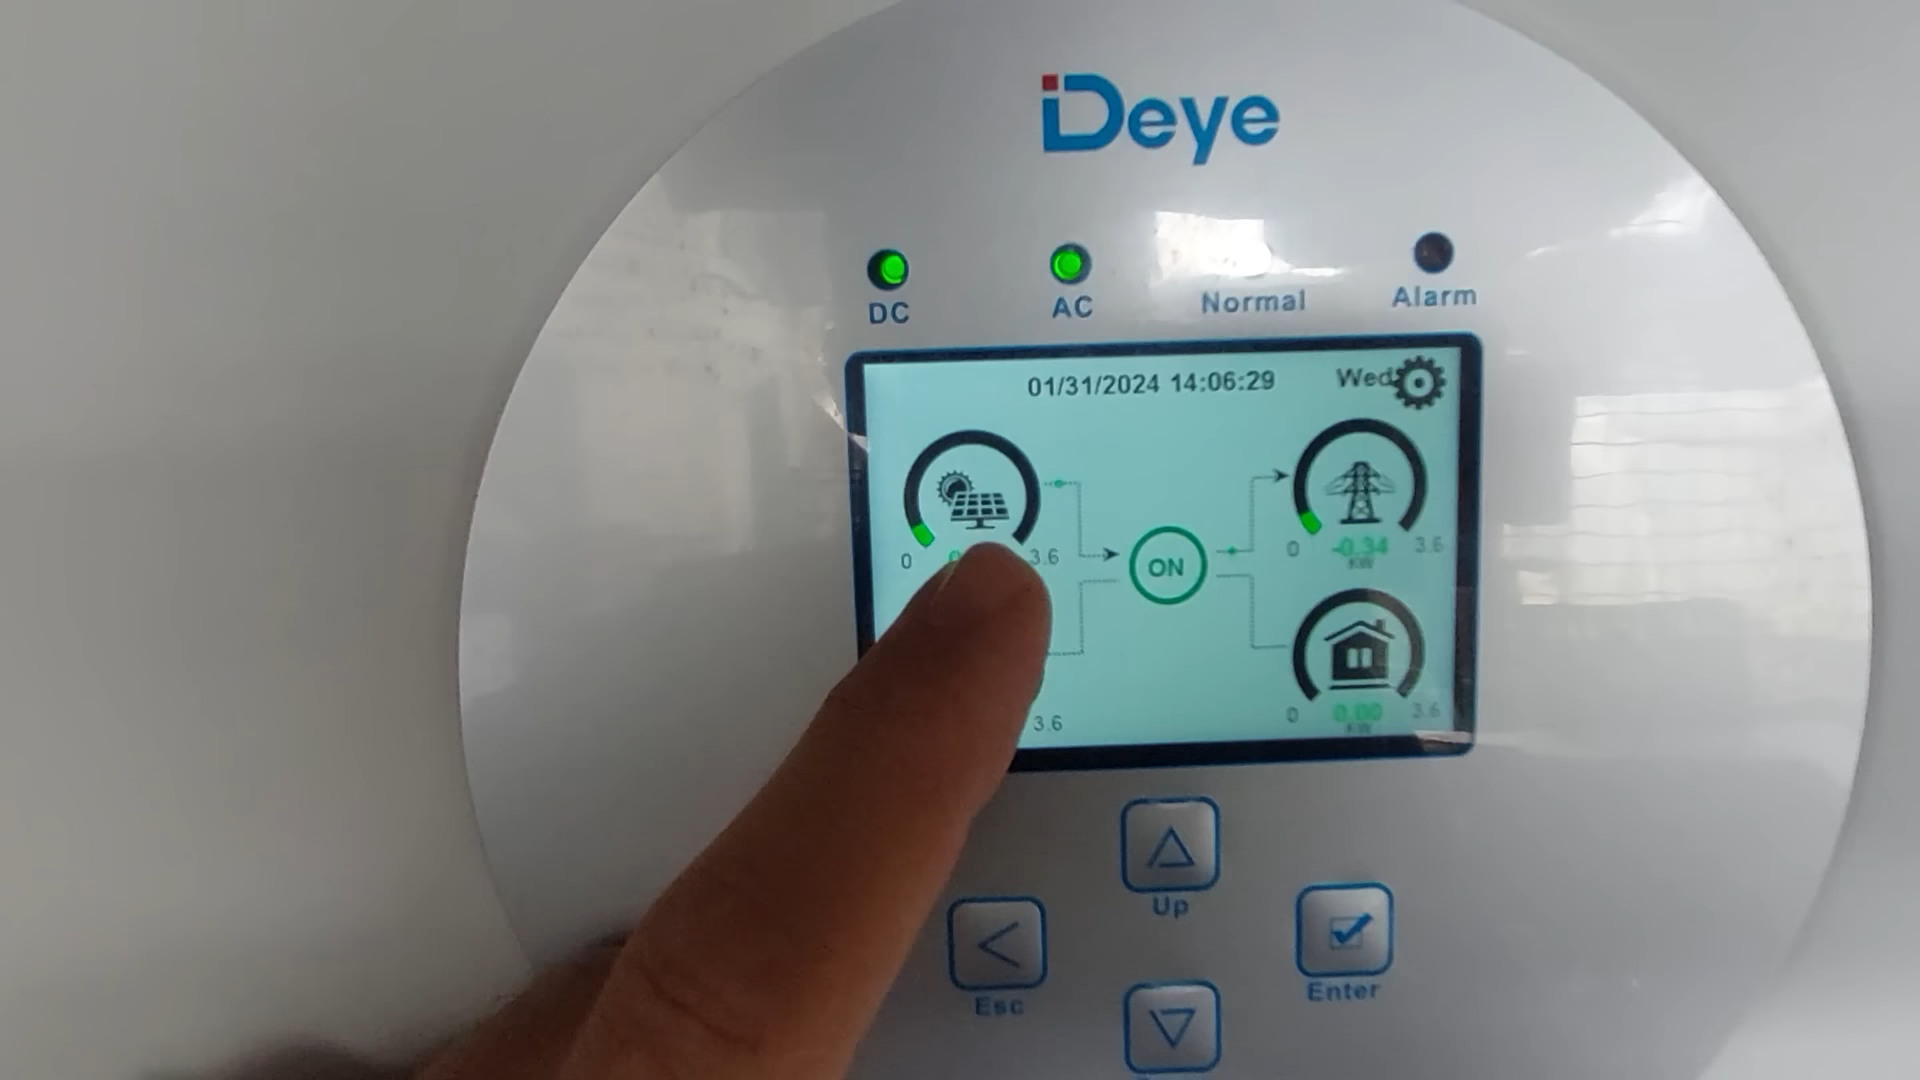 Deye
DC AC Normal Alarm
01/31/2024 14:06:29 Wed
0 3.6 0 -0.34 3.6
KW
ON
3.6 0 0.00 3.6
KW
Up
Esc Enter